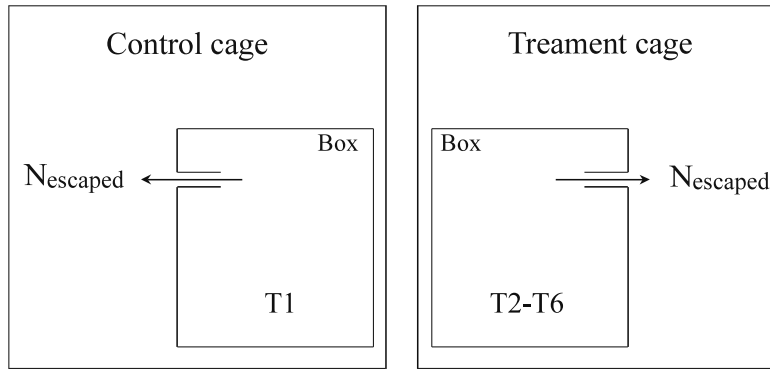 Control cage
Box
Nescaped
T1
Treament cage
Box
Nescaped
T2-T6